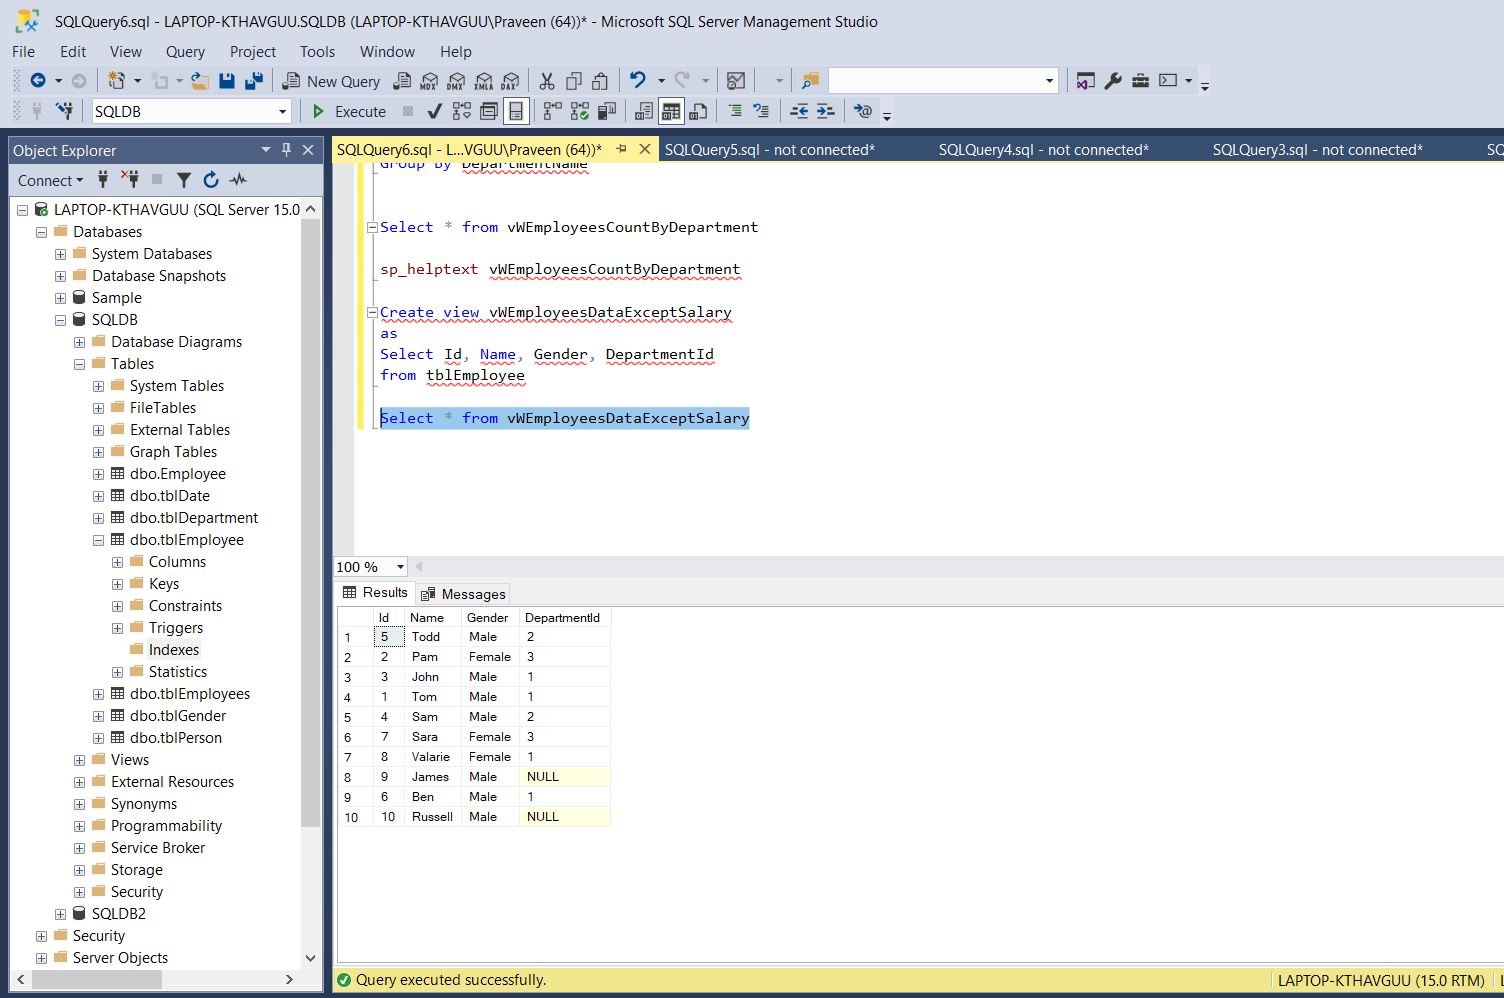 SQLQuery6.sql - LAPTOP-KTHAVGUU.SQLDB (LAPTOP-KTHAVGUU\Praveen (64))* - Microsoft SQL Server Management Studio
File Edit View Query Project Tools Window Help
New Query MDX DMX XMLA DAX
SQLDB Execute
Object Explorer
Connect
LAPTOP-KTHAVGUU (SQL Server 15.0
Databases
System Databases
Database Snapshots
Sample
SQLDB
Database Diagrams
Tables
System Tables
FileTables
External Tables
Graph Tables
dbo.Employee
dbo.tblDate
dbo.tblDepartment
dbo.tblEmployee
Columns
Keys
Constraints
Triggers
Indexes
Statistics
dbo.tblEmployees
dbo.tblGender
dbo.tblPerson
Views
External Resources
Synonyms
Programmability
Service Broker
Storage
Security
SQLDB2
Security
Server Objects
SQLQuery6.sql - L...VGUU\Praveen (64))* SQLQuery5.sql - not connected* SQLQuery4.sql - not connected* SQLQuery3.sql - not connected* SQ
Group by DepartmentName
Select * from vWEmployeesCountByDepartment
sp_helptext vWEmployeesCountByDepartment
Create view vWEmployeesDataExceptSalary
as
Select Id, Name, Gender, DepartmentId
from tblEmployee
Select * from vWEmployeesDataExceptSalary
100 %
Results Messages
Id Name Gender DepartmentId
1 5 Todd Male 2
2 2 Pam Female 3
3 3 John Male 1
4 1 Tom Male 1
5 4 Sam Male 2
6 7 Sara Female 3
7 8 Valarie Female 1
8 9 James Male NULL
9 6 Ben Male 1
10 10 Russell Male NULL
Query executed successfully. LAPTOP-KTHAVGUU (15.0 RTM) L